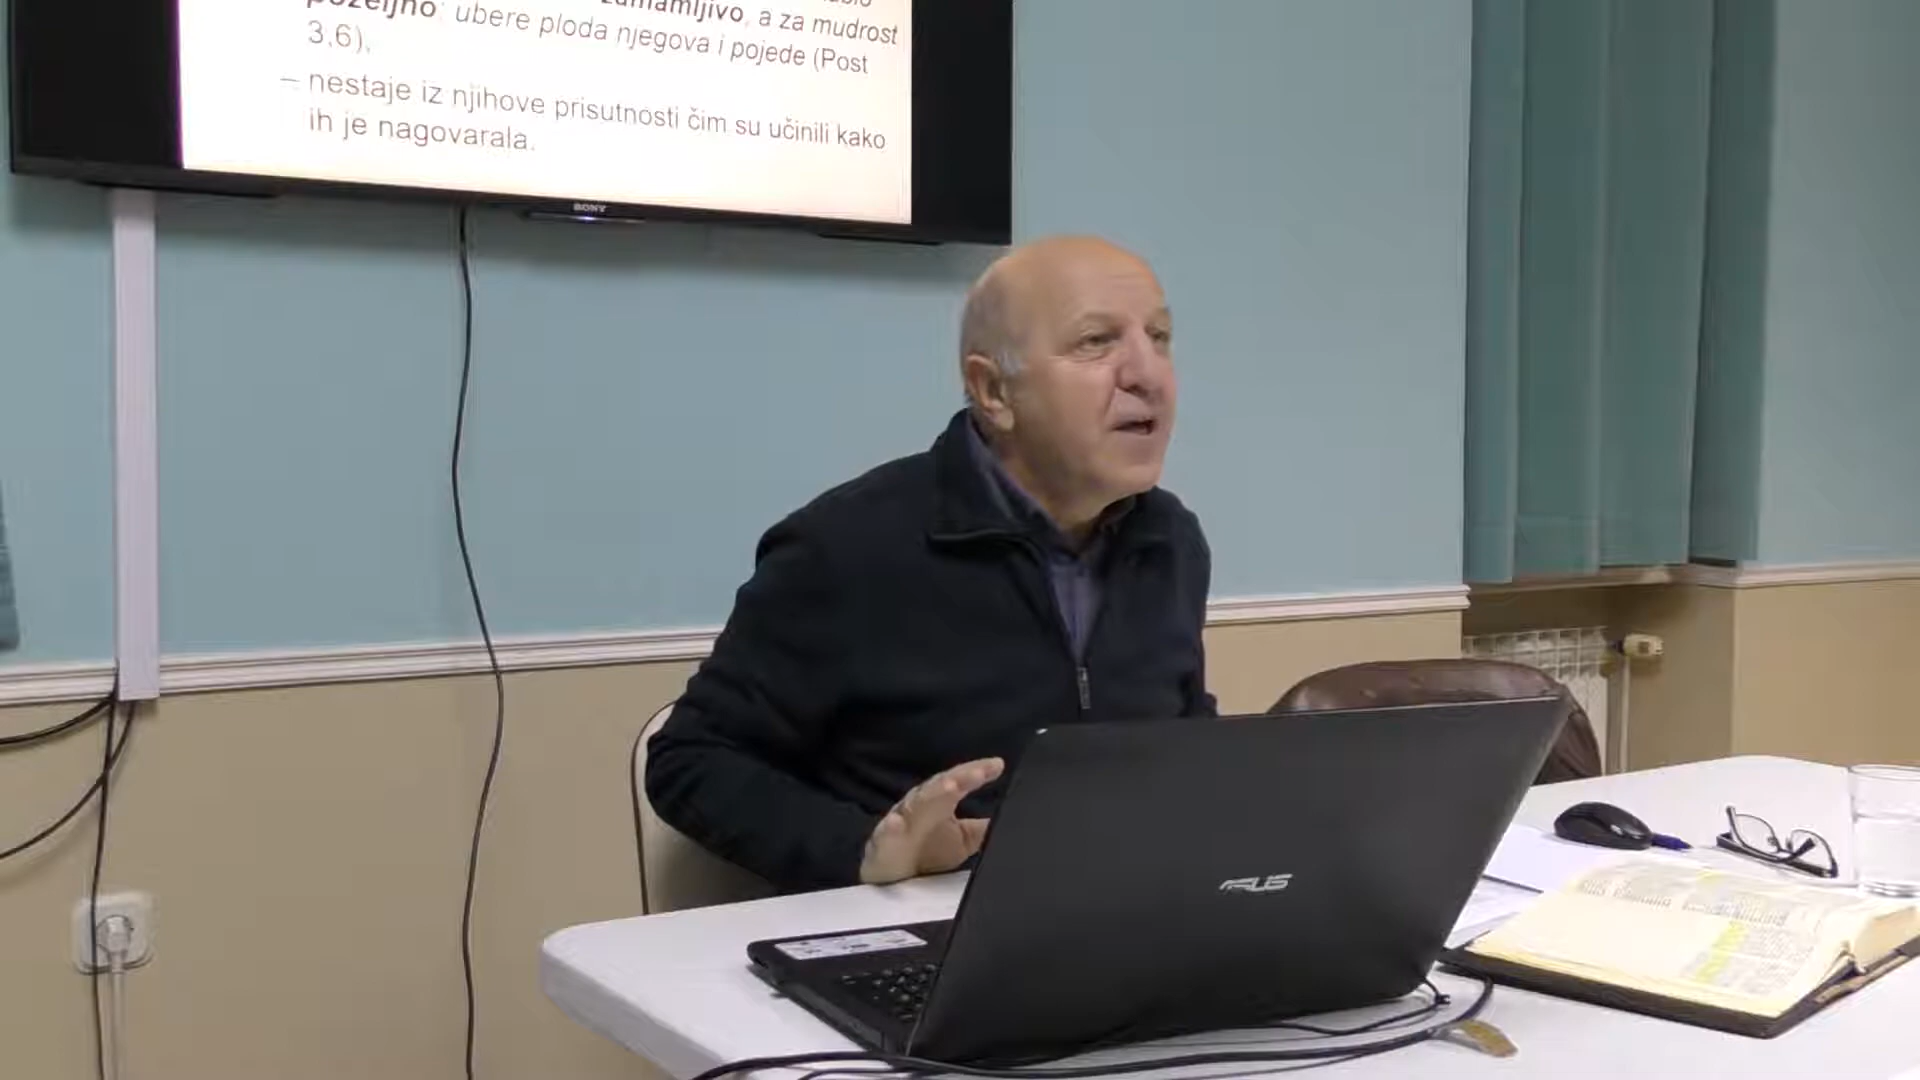 zamamljivo, a za mudrost
poželjno: ubere ploda njegova i pojede (Post
3,6),
– nestaje iz njihove prisutnosti čim su učinili kako
ih je nagovarala.
SONY
ASUS